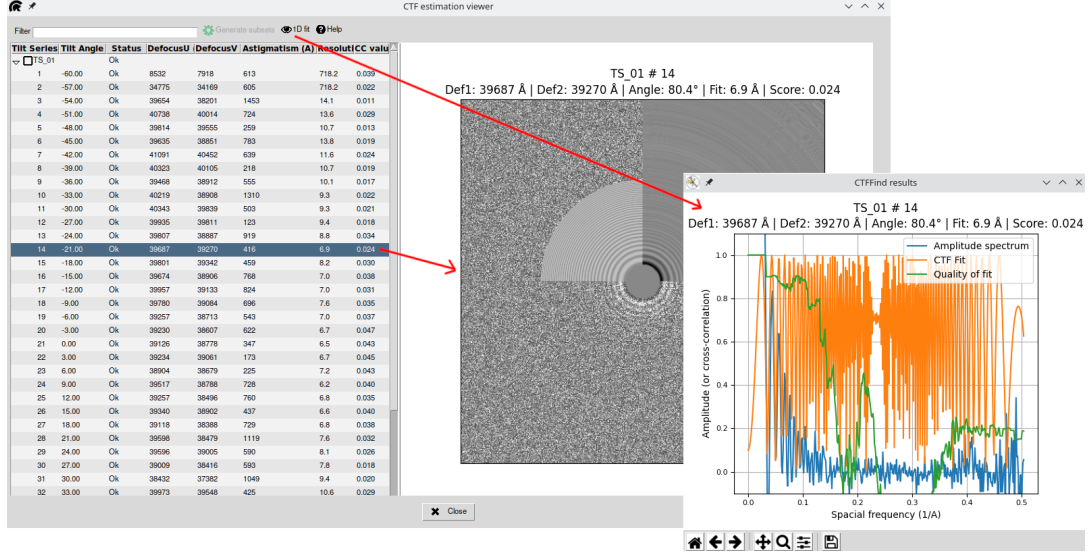 CTF estimation viewer
Filter
Generate subsets 1D fit Help
Tilt Series Tilt Angle Status DefocusU ( DefocusV Astigmatism (A) Resoluti CC valu
TS_01 Ok
1 -60.00 Ok 8532 7918 613 718.2 0.039
2 -57.00 Ok 34775 34169 605 718.2 0.022
3 -54.00 Ok 39654 38201 1453 14.1 0.011
4 -51.00 Ok 40738 40014 724 13.6 0.029
5 -48.00 Ok 39814 39555 259 10.7 0.013
6 -45.00 Ok 39635 38851 783 13.8 0.019
7 -42.00 Ok 41091 40452 639 11.6 0.024
8 -39.00 Ok 40323 40105 218 10.7 0.019
9 -36.00 Ok 39468 38912 555 10.1 0.017
10 -33.00 Ok 40219 38908 1310 9.3 0.022
11 -30.00 Ok 40343 39839 503 9.3 0.021
12 -27.00 Ok 39935 39811 123 9.4 0.018
13 -24.00 Ok 39807 38887 919 8.8 0.034
14 -21.00 Ok 39687 39270 416 6.9 0.024
15 -18.00 Ok 39801 39342 459 8.2 0.030
16 -15.00 Ok 39674 38906 768 7.0 0.038
17 -12.00 Ok 39957 39133 824 7.0 0.031
18 -9.00 Ok 39780 39084 696 7.6 0.035
19 -6.00 Ok 39257 38713 543 7.0 0.037
20 -3.00 Ok 39230 38607 622 6.7 0.047
21 0.00 Ok 39126 38778 347 6.5 0.043
22 3.00 Ok 39234 39061 173 6.7 0.045
23 6.00 Ok 38904 38679 225 7.2 0.043
24 9.00 Ok 39517 38788 728 6.2 0.040
25 12.00 Ok 39257 38496 760 6.8 0.035
26 15.00 Ok 39340 38902 437 6.6 0.040
27 18.00 Ok 39118 38388 729 6.8 0.038
28 21.00 Ok 39598 38479 1119 7.6 0.032
29 24.00 Ok 39596 39005 590 8.1 0.026
30 27.00 Ok 39009 38416 593 7.8 0.018
31 30.00 Ok 38432 37382 1049 9.4 0.020
32 33.00 Ok 39973 39548 425 10.6 0.029
TS_01 # 14
Def1: 39687 Å | Def2: 39270 Å | Angle: 80.4° | Fit: 6.9 Å | Score: 0.024
Close
CTFFind results
TS_01 # 14
Def1: 39687 Å | Def2: 39270 Å | Angle: 80.4° | Fit: 6.9 Å | Score: 0.024
Amplitude spectrum
CTF Fit
Quality of fit
Amplitude (or cross-correlation)
1.0
0.8
0.6
0.4
0.2
0.0
0.0 0.1 0.2 0.3 0.4 0.5
Spacial frequency (1/A)